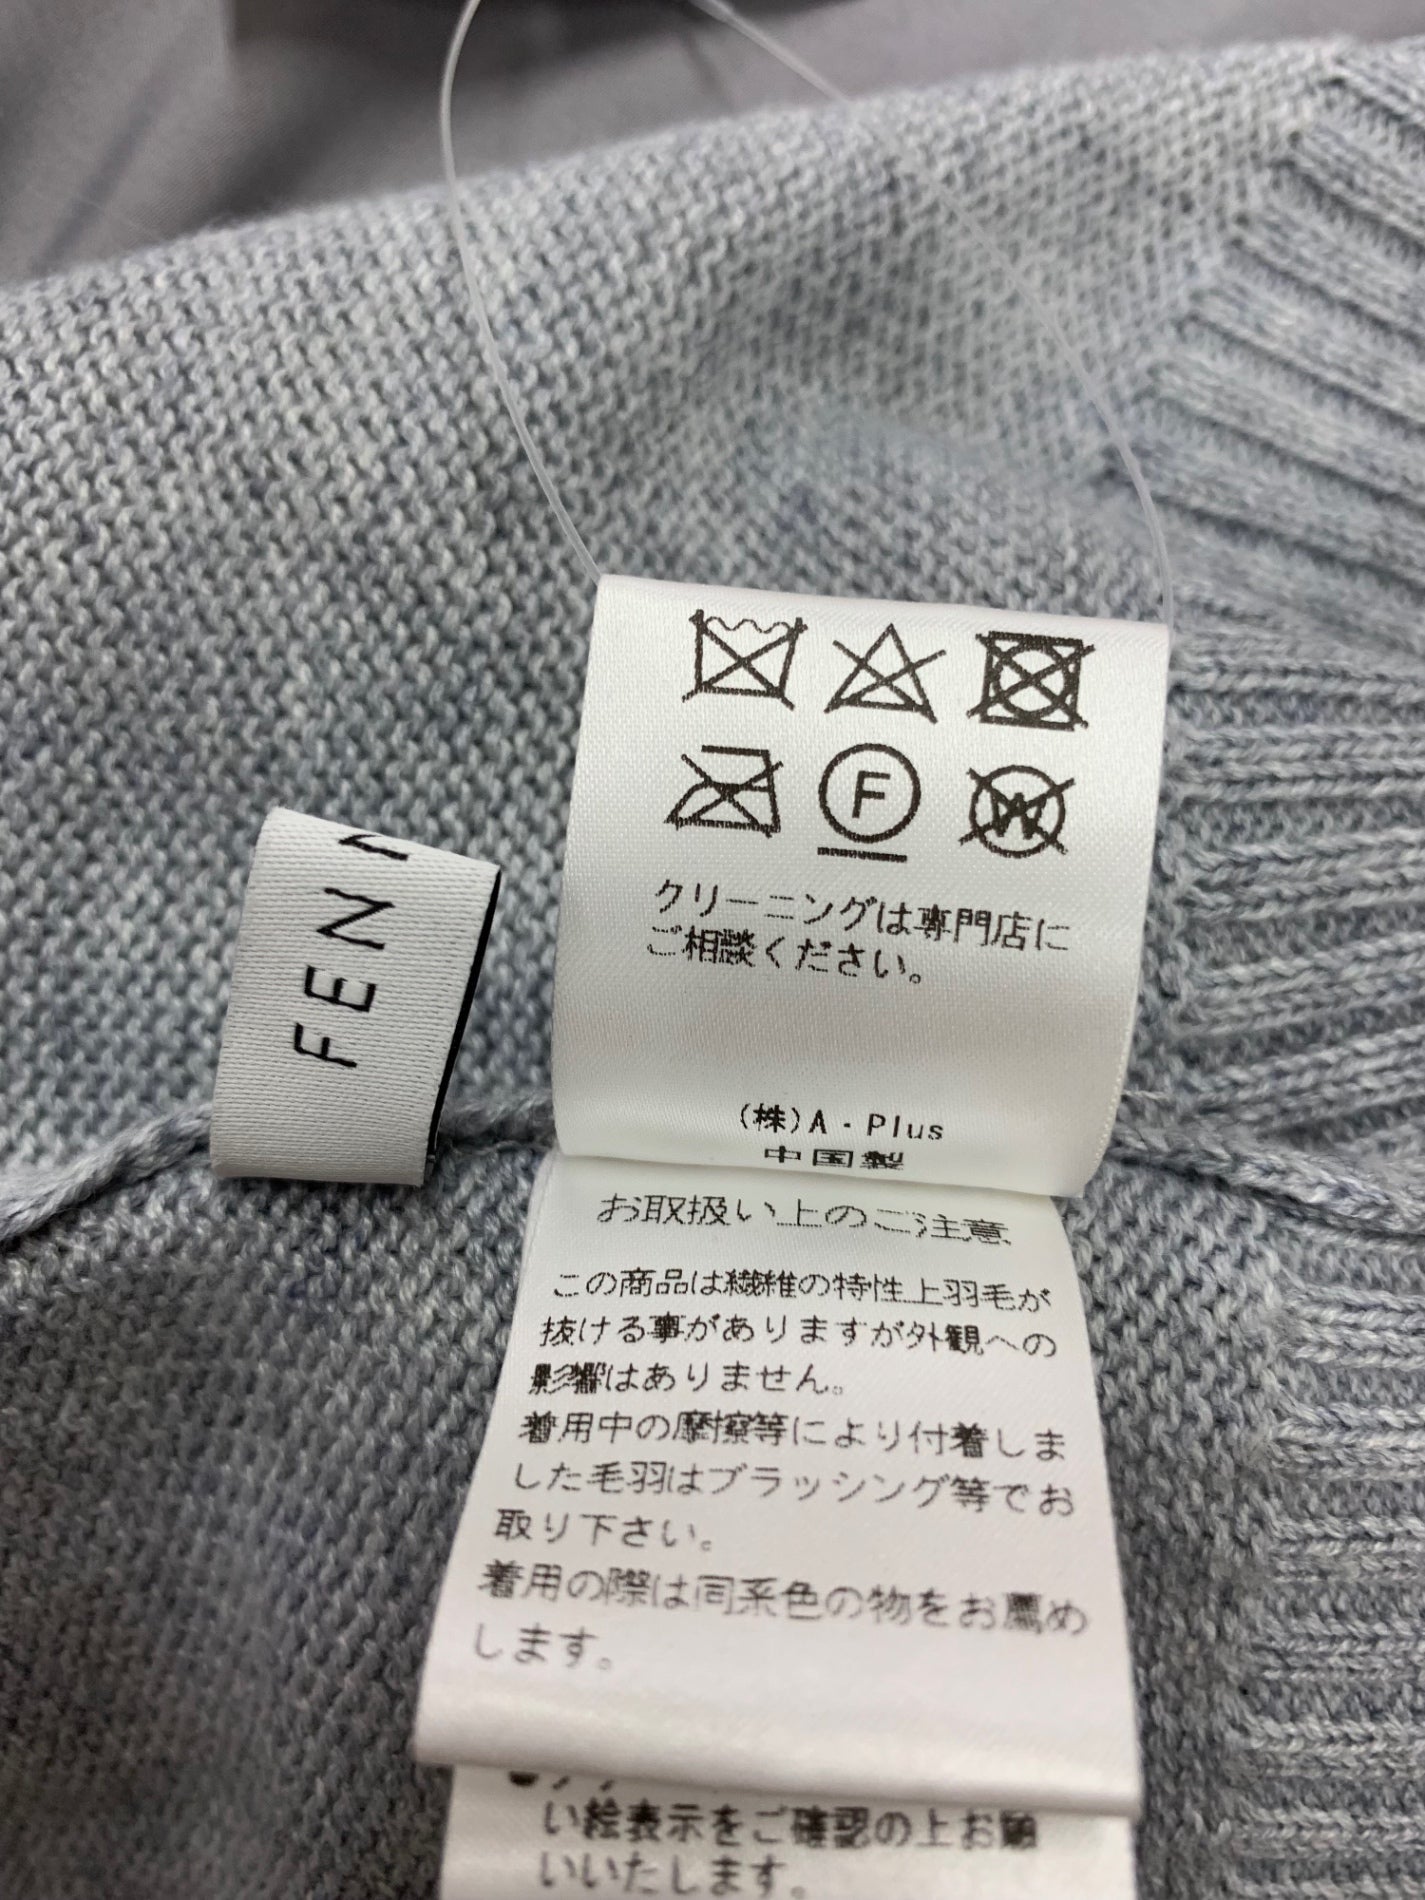 FEN
F
W
クリーニングは専門店に
ご相談ください。
(株)A・Plus
中国製
お取扱い上のご注意
この商品は繊維の特性上羽毛が
抜ける事がありますが外観への
影響はありません。
着用中の摩擦等により付着しま
した毛羽はブラッシング等でお
取り下さい。
着用の際は同系色の物をお薦め
します。
い絵表示をご確認の上お願
いいたします。